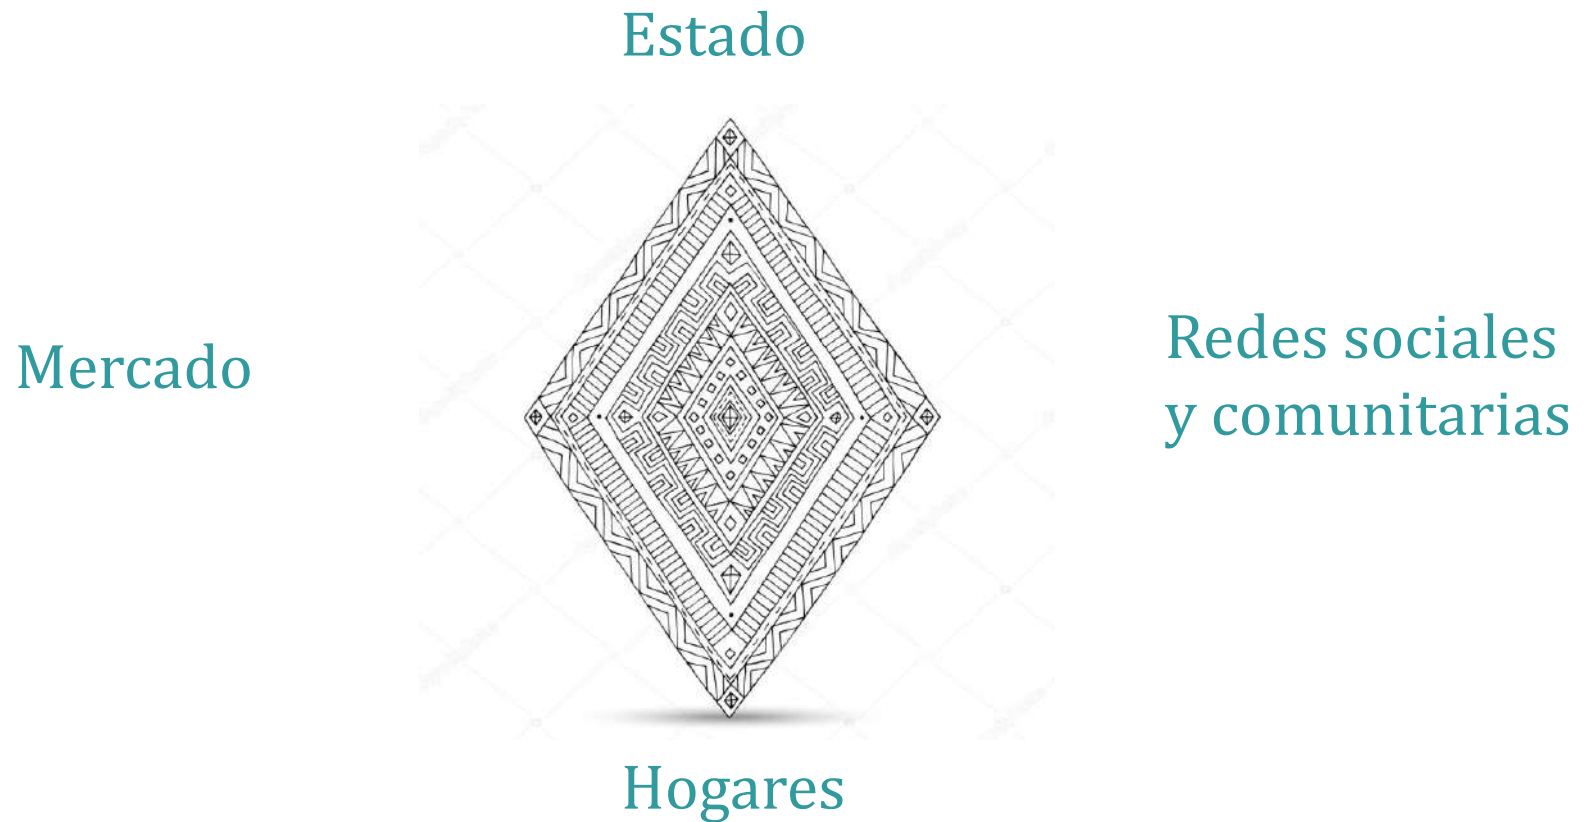 Estado
Mercado
Redes sociales
y comunitarias
Hogares